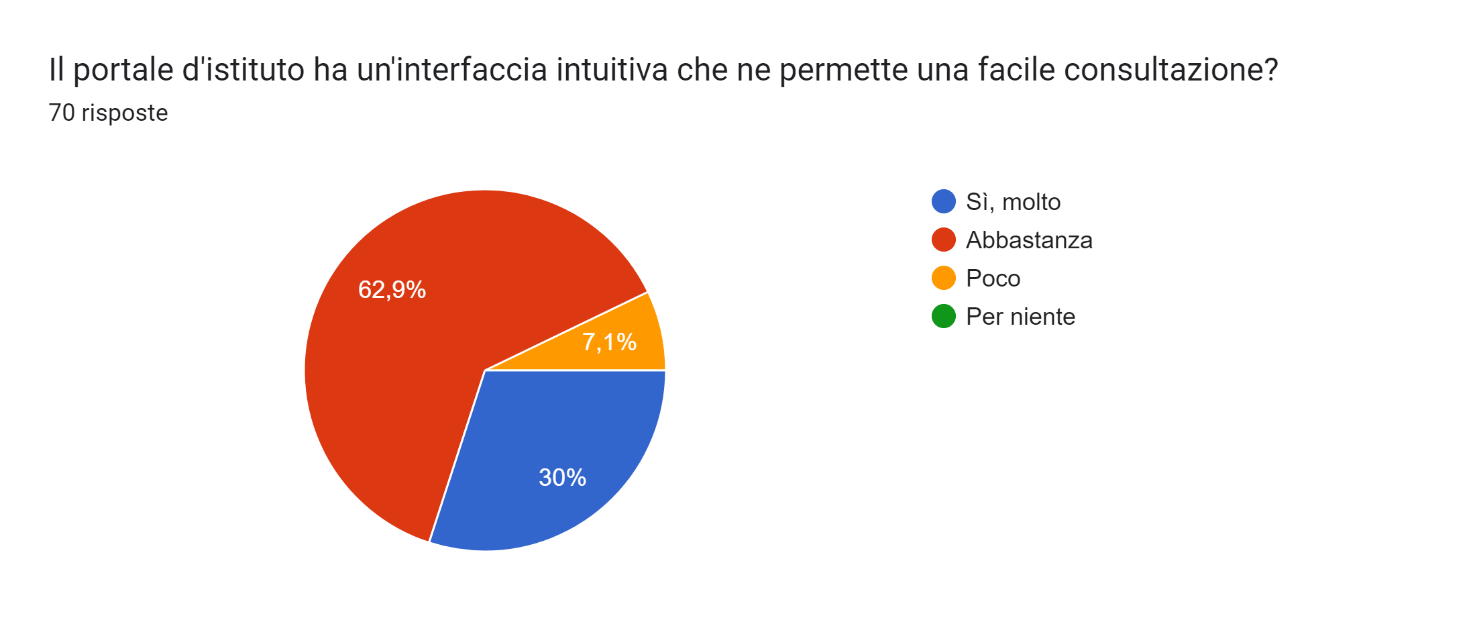 Il portale d'istituto ha un'interfaccia intuitiva che ne permette una facile consultazione?
70 risposte
Sì, molto
Abbastanza
Poco
Per niente
62,9%
7,1%
30%